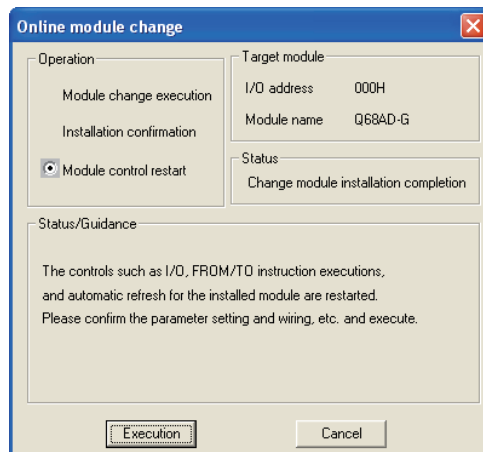 Online module change
Operation
Module change execution
Installation confirmation
Module control restart
Target module
I/O address 000H
Module name Q68AD-G
Status
Change module installation completion
Status/Guidance
The controls such as I/O, FROM/TO instruction executions,
and automatic refresh for the installed module are restarted.
Please confirm the parameter setting and wiring, etc. and execute.
Execution Cancel